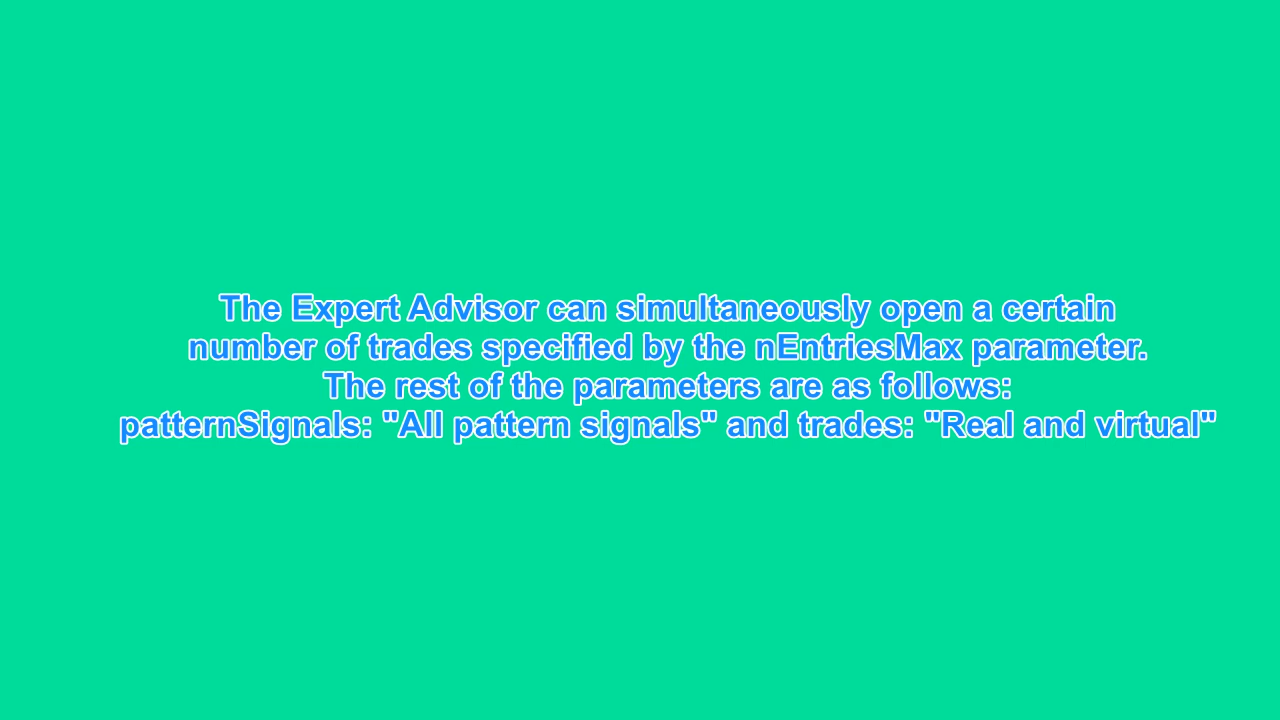 The Expert Advisor can simultaneously open a certain
number of trades specified by the nEntriesMax parameter.
The rest of the parameters are as follows:
patternSignals: "All pattern signals" and trades: "Real and virtual"